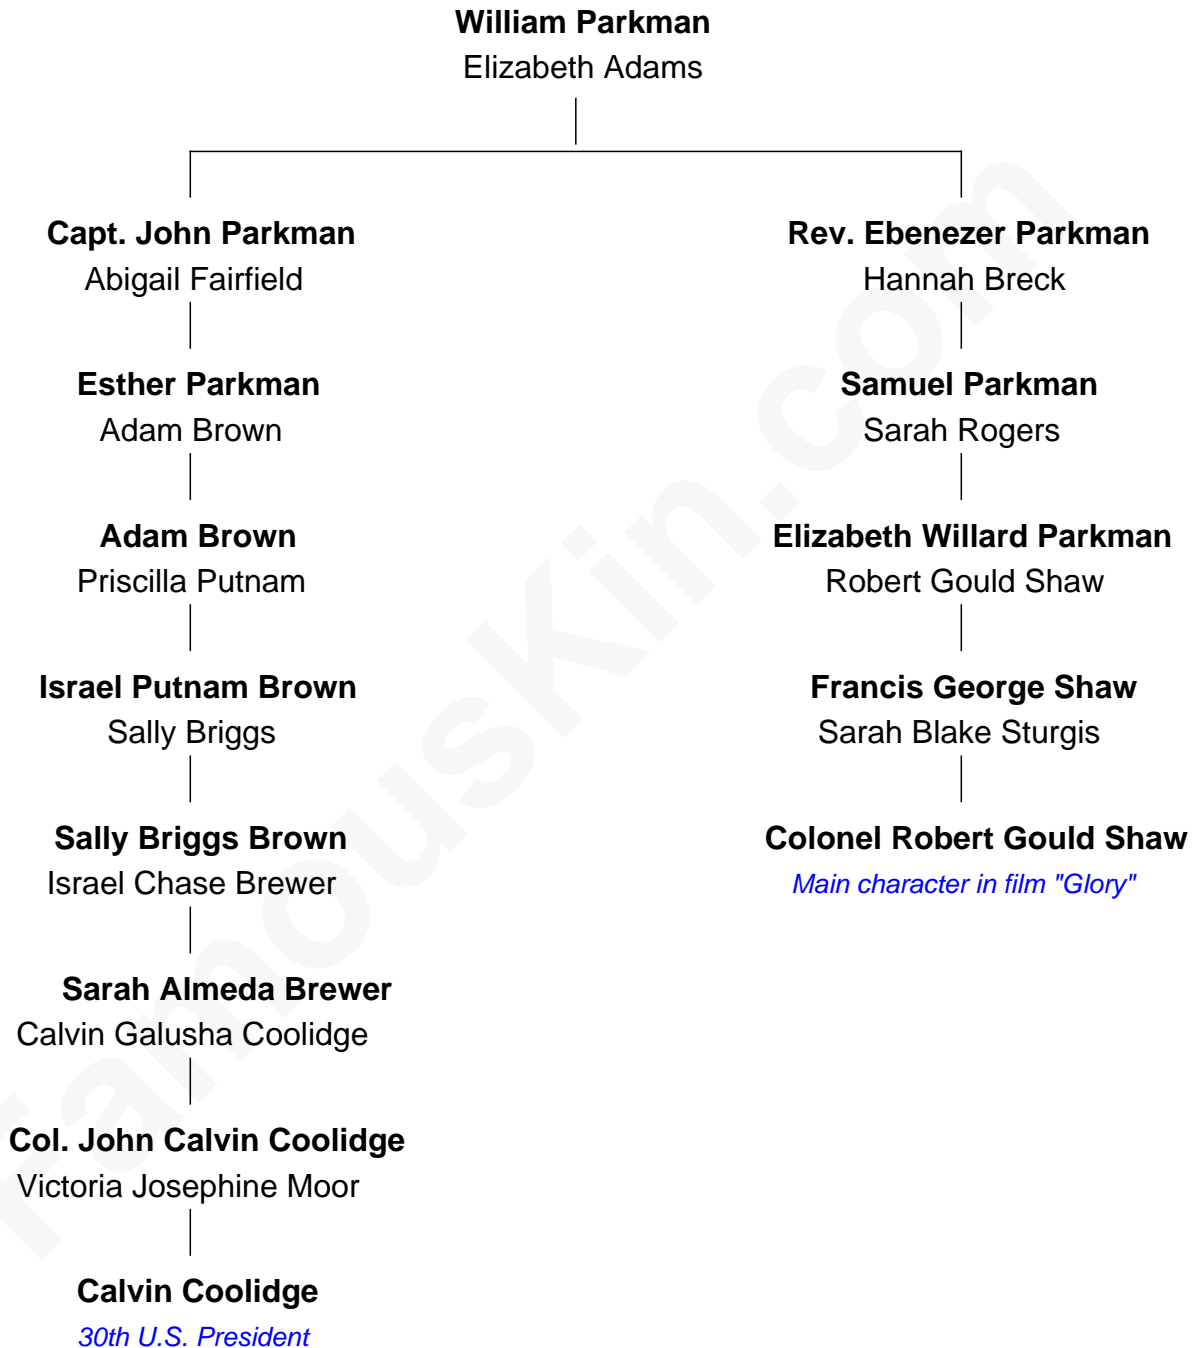 William Parkman
Elizabeth Adams
Capt. John Parkman
Abigail Fairfield
Rev. Ebenezer Parkman
Hannah Breck
Esther Parkman
Adam Brown
Samuel Parkman
Sarah Rogers
Adam Brown
Priscilla Putnam
Elizabeth Willard Parkman
Robert Gould Shaw
Israel Putnam Brown
Sally Briggs
Francis George Shaw
Sarah Blake Sturgis
Sally Briggs Brown
Israel Chase Brewer
Colonel Robert Gould Shaw
Main character in film "Glory"
Sarah Almeda Brewer
Calvin Galusha Coolidge
Col. John Calvin Coolidge
Victoria Josephine Moor
Calvin Coolidge
30th U.S. President
FamousKin.com